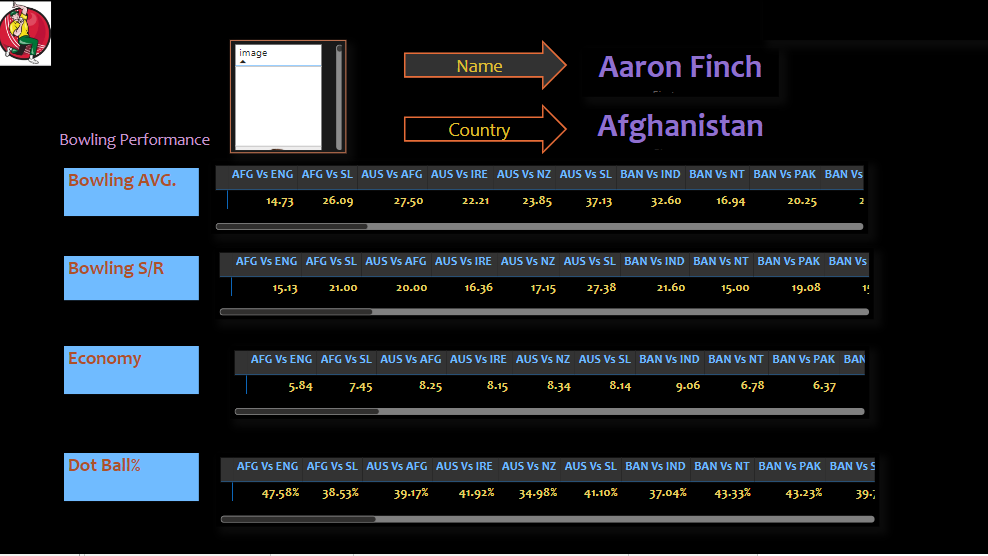 image
Name
Aaron Finch
Country
Afghanistan
Bowling Performance
Bowling AVG.
AFG Vs ENG AFG Vs SL AUS Vs AFG AUS Vs IRE AUS Vs NZ AUS Vs SL BAN Vs IND BAN Vs NT BAN Vs PAK BAN Vs
14.73 26.09 27.50 22.21 23.85 37.13 32.60 16.94 20.25 2
Bowling S/R
AFG Vs ENG AFG Vs SL AUS Vs AFG AUS Vs IRE AUS Vs NZ AUS Vs SL BAN Vs IND BAN Vs NT BAN Vs PAK BAN Vs
15.13 21.00 20.00 16.36 17.15 27.38 21.60 15.00 19.08
Economy
AFG Vs ENG AFG Vs SL AUS Vs AFG AUS Vs IRE AUS Vs NZ AUS Vs SL BAN Vs IND BAN Vs NT BAN Vs PAK BAN
5.84 7.45 8.25 8.15 8.34 8.14 9.06 6.78 6.37
Dot Ball%
AFG Vs ENG AFG Vs SL AUS Vs AFG AUS Vs IRE AUS Vs NZ AUS Vs SL BAN Vs IND BAN Vs NT BAN Vs PAK BAN Vs S
47.58% 38.53% 39.17% 41.92% 34.98% 41.10% 37.04% 43.33% 43.23% 39.7